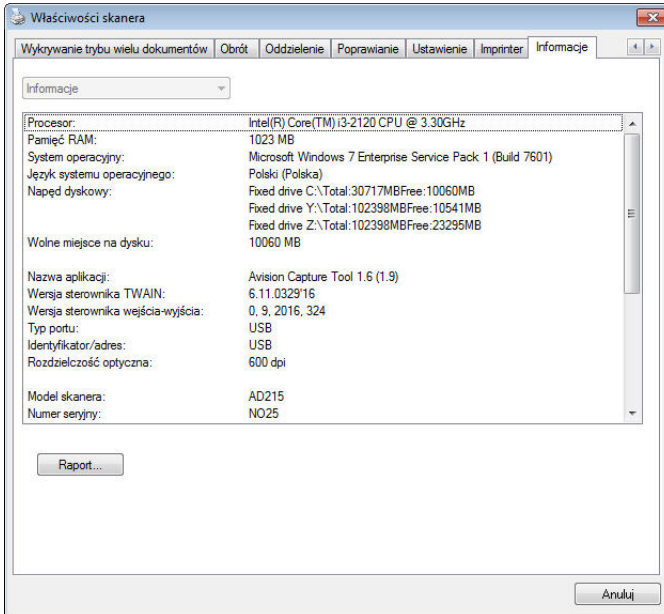 Właściwości skanera
Wykrywanie trybu wielu dokumentów Obrót Oddzielenie Poprawianie Ustawienie Imprinter Informacje
Informacje
Procesor: Intel(R) Core(TM) i3-2120 CPU @ 3.30GHz
Pamięć RAM: 1023 MB
System operacyjny: Microsoft Windows 7 Enterprise Service Pack 1 (Build 7601)
Język systemu operacyjnego: Polski (Polska)
Napęd dyskowy: Fixed drive C:\Total:30717MBFree:10060MB
Fixed drive Y:\Total:102398MBFree:10541MB
Fixed drive Z:\Total:102398MBFree:23295MB
Wolne miejsce na dysku: 10060 MB
Nazwa aplikacji: Avision Capture Tool 1.6 (1.9)
Wersja sterownika TWAIN: 6.11.0329'16
Wersja sterownika wejścia-wyjścia: 0, 9, 2016, 324
Typ portu: USB
Identyfikator/adres: USB
Rozdzielczość optyczna: 600 dpi
Model skanera: AD215
Numer seryjny: NO25
Raport...
Anuluj